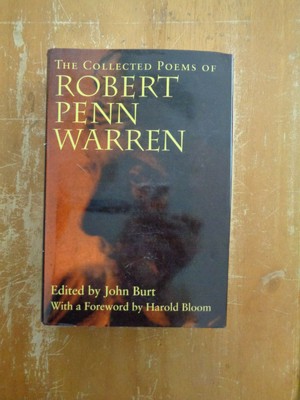 THE COLLECTED POEMS OF
ROBERT
PENN
WARREN
Edited by John Burt
With a Foreword by Harold Bloom